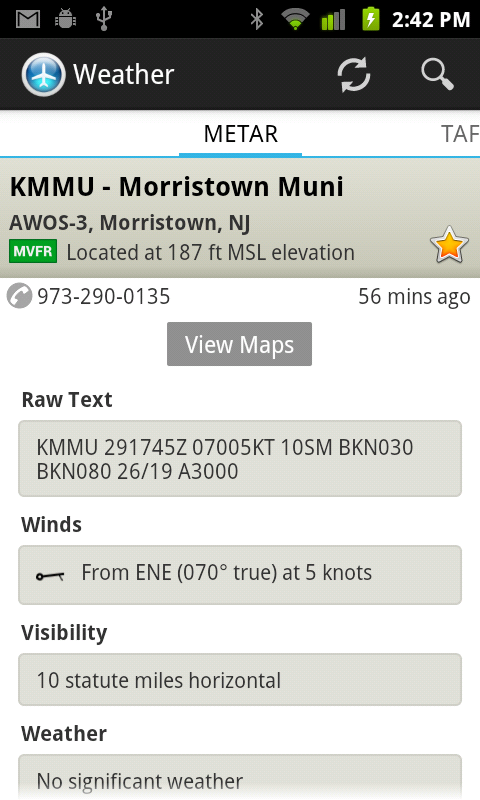 2:42 PM
Weather
METAR
TAF
KMMU - Morristown Muni
AWOS-3, Morristown, NJ
MVFR Located at 187 ft MSL elevation
973-290-0135 56 mins ago
View Maps
Raw Text
KMMU 291745Z 07005KT 10SM BKN030
BKN080 26/19 A3000
Winds
From ENE (070° true) at 5 knots
Visibility
10 statute miles horizontal
Weather
No significant weather